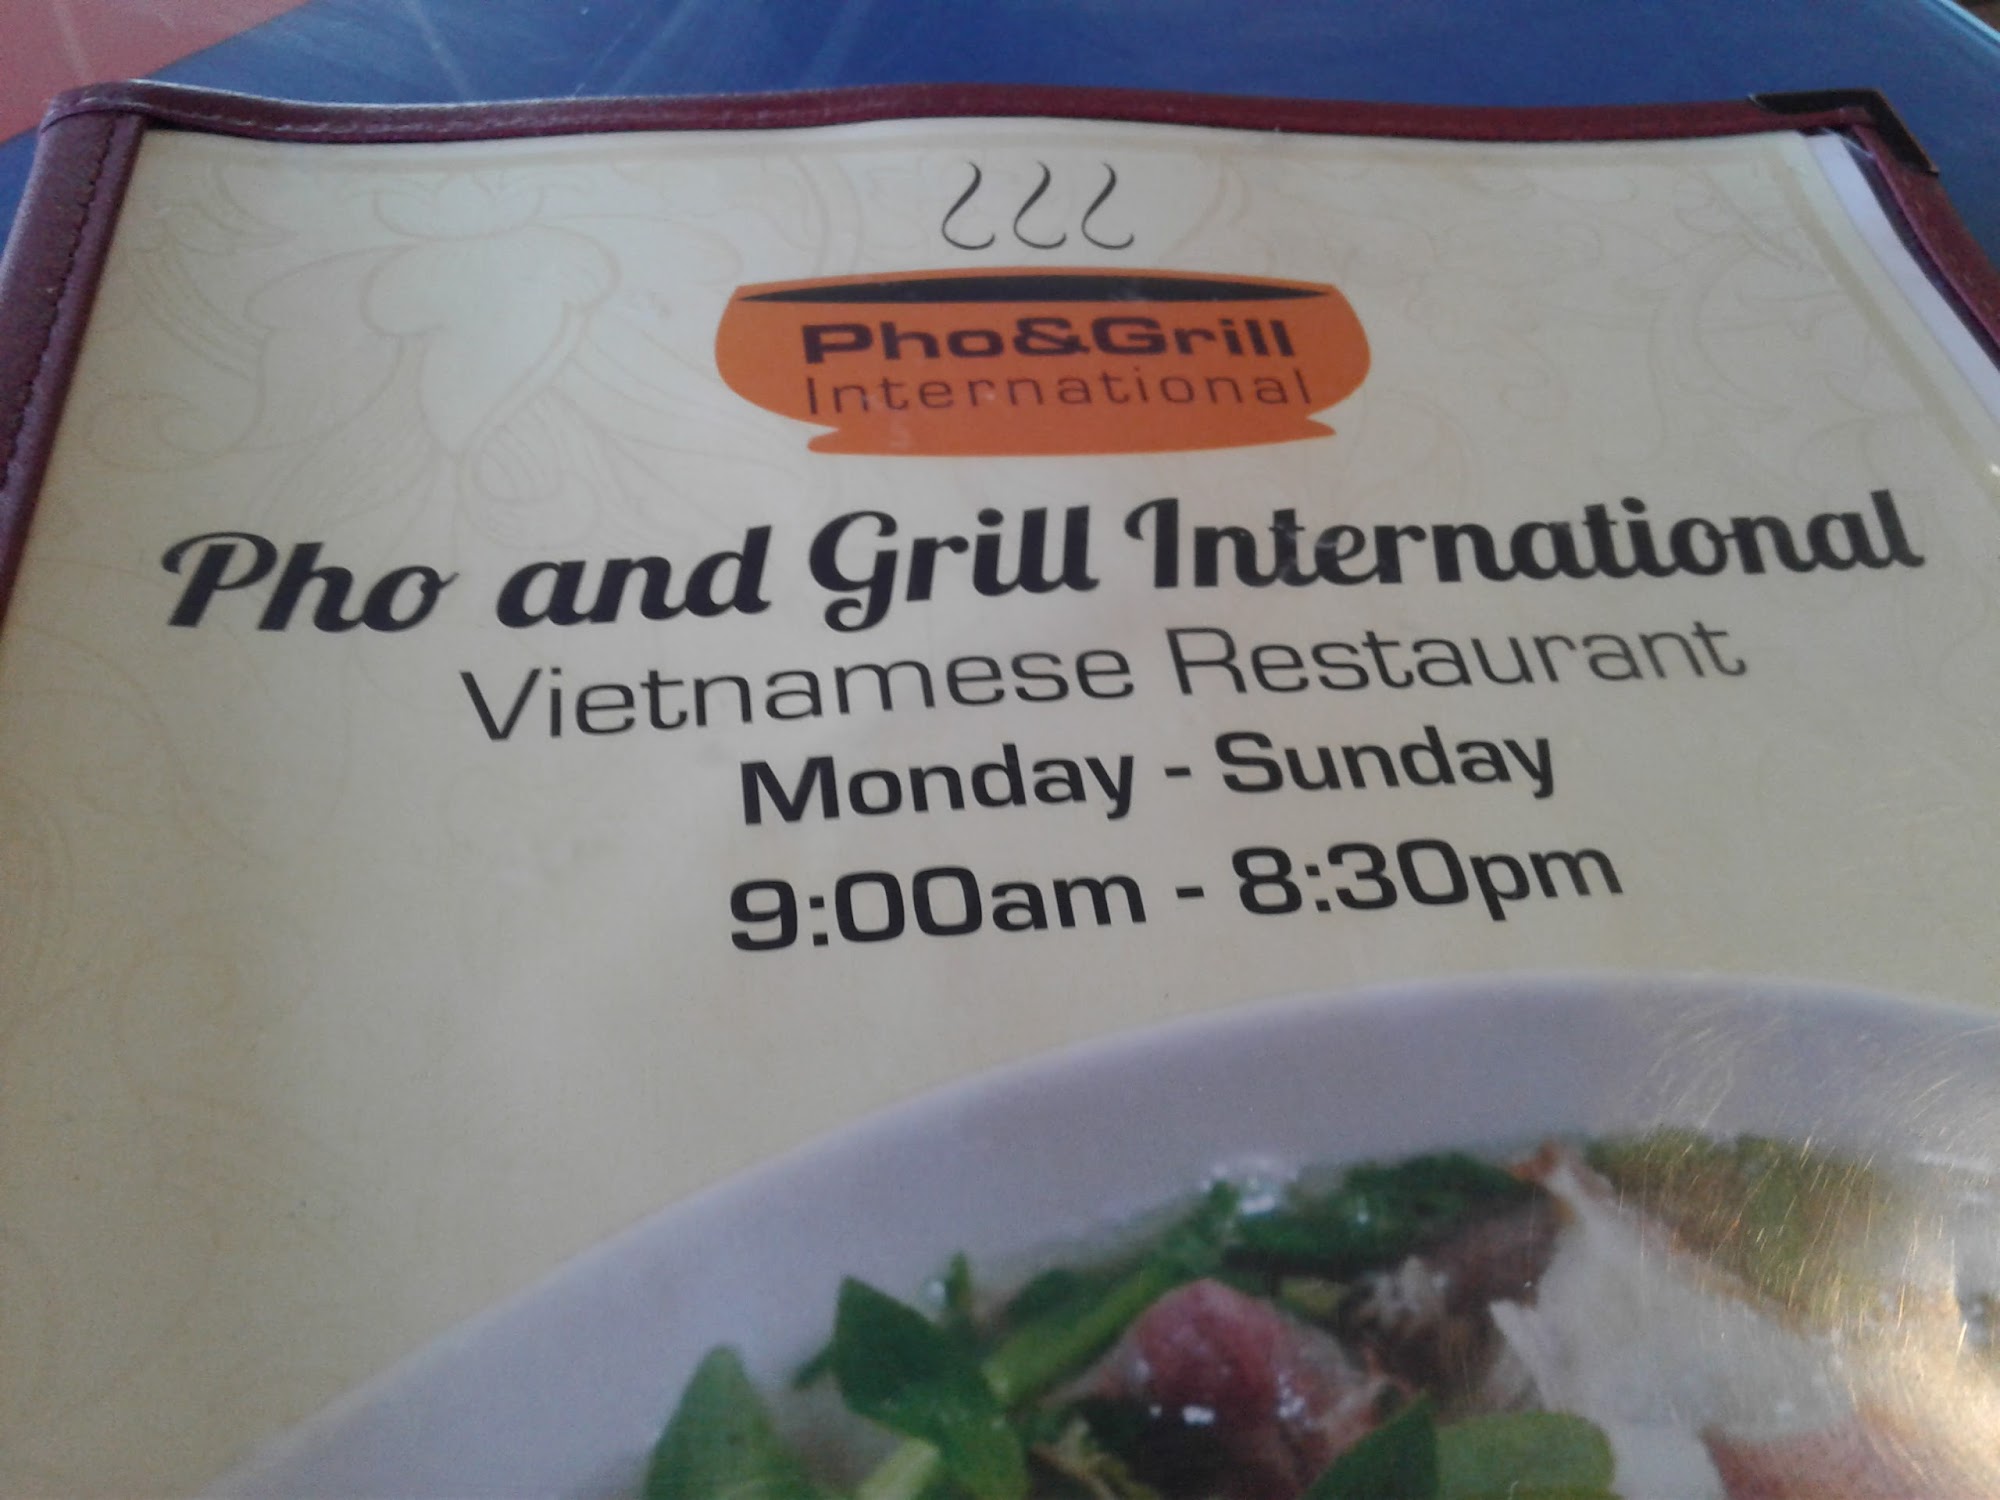 Pho&Grill
International
Pho and Grill International
Vietnamese Restaurant
Monday - Sunday
9:00am - 8:30pm